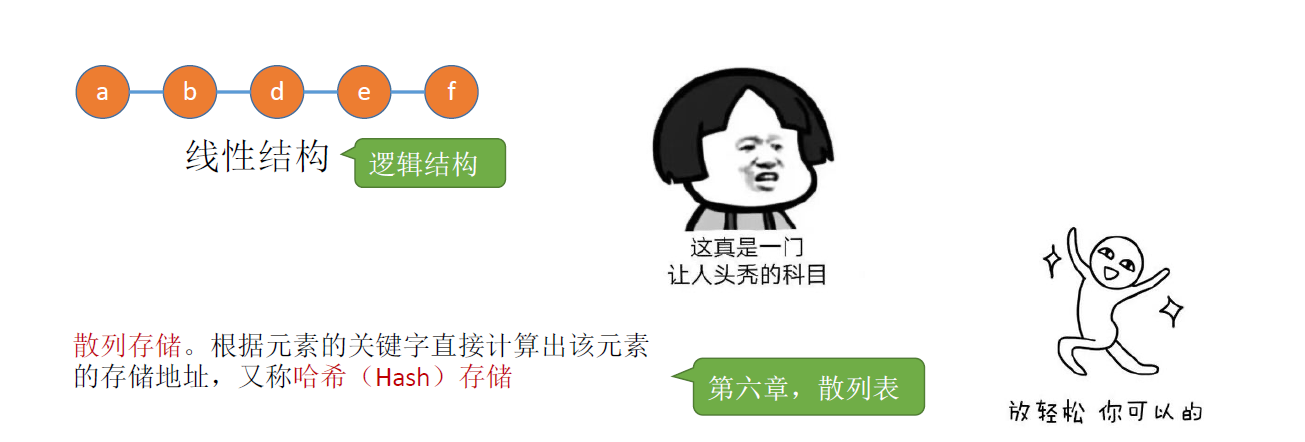 a b d e f
线性结构
逻辑结构
这真是一门
让人头秃的科目
散列存储。根据元素的关键字直接计算出该元素
的存储地址，又称哈希（Hash）存储
第六章，散列表
放轻松 你可以的